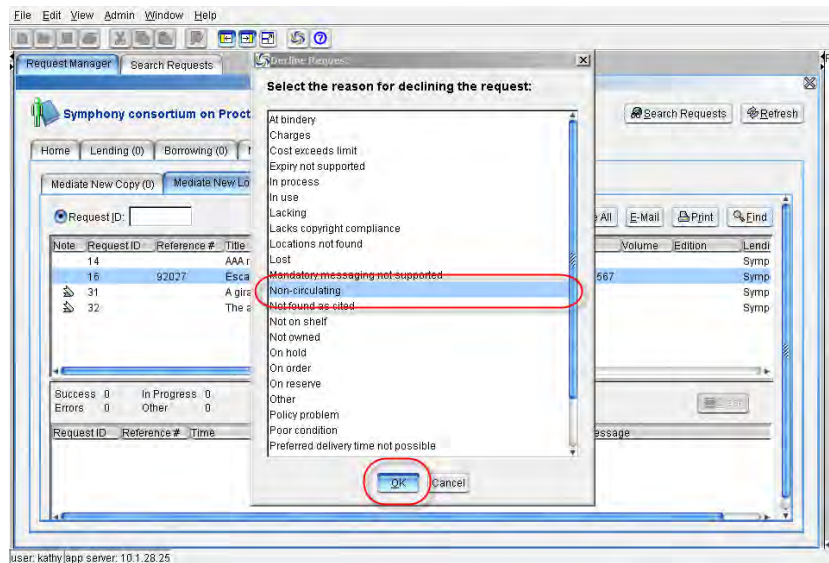 File Edit View Admin Window Help
Request Manager Search Requests
Decline Request
Select the reason for declining the request:
Symphony consortium on Proct
Search Requests Refresh
Home Lending (0) Borrowing (0)
Mediate New Copy (0) Mediate New Lo
Request ID:
All E-Mail Print Find
Note Request ID Reference # Title Volume Edition Lendi
14 AAA r Symp
16 92027 Esca 567 Symp
31 A gira Symp
32 The a Symp
At bindery
Charges
Cost exceeds limit
Expiry not supported
In process
In use
Lacking
Lacks copyright compliance
Locations not found
Lost
Mandatory messaging not supported
Non-circulating
Not found as cited
Not on shelf
Not owned
On hold
On order
On reserve
Other
Policy problem
Poor condition
Preferred delivery time not possible
OK Cancel
Success 0 In Progress 0
Errors 0 Other 0
Request ID Reference # Time essage
user: kathy app server: 10.1.28.25